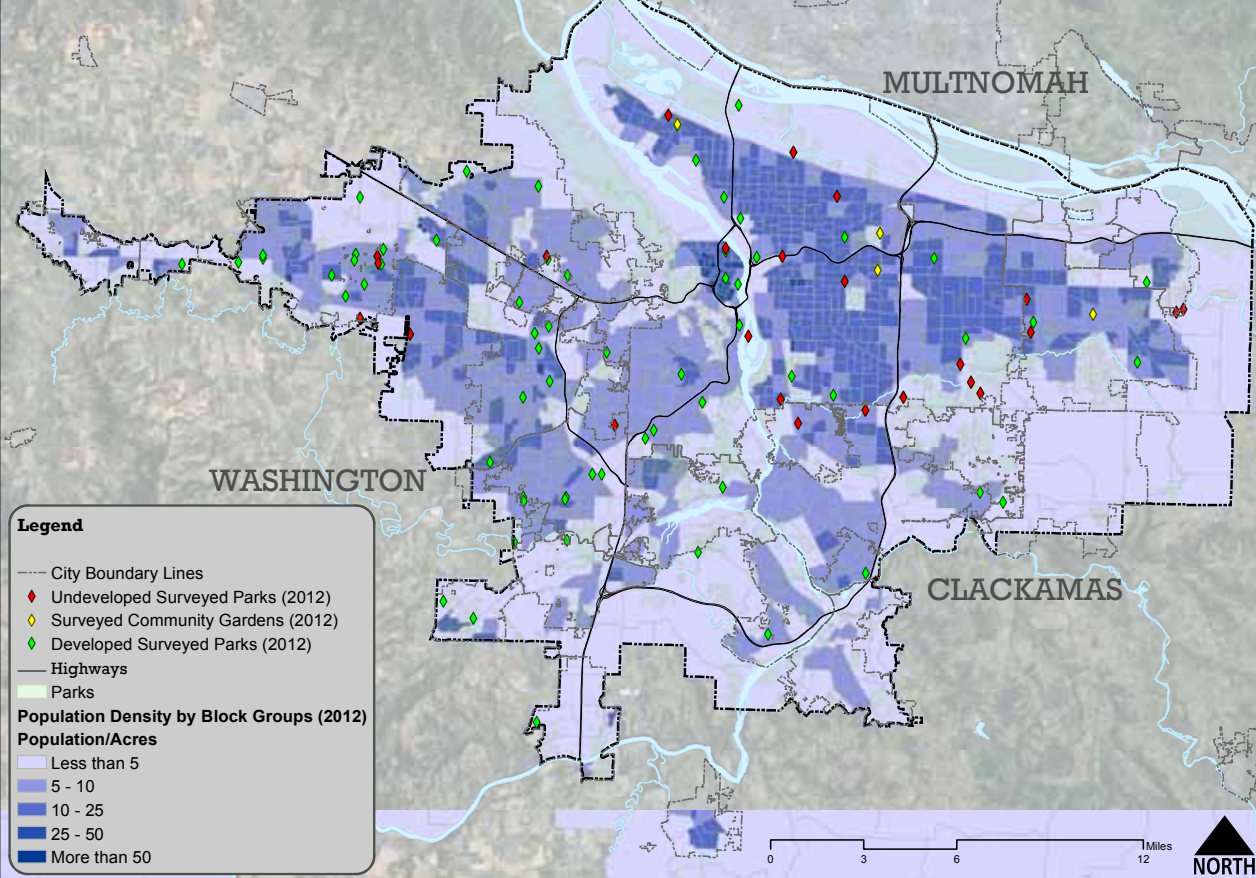 MULTNOMAH
WASHINGTON
CLACKAMAS
Legend
City Boundary Lines
Undeveloped Surveyed Parks (2012)
Surveyed Community Gardens (2012)
Developed Surveyed Parks (2012)
Highways
Parks
Population Density by Block Groups (2012)
Population/Acres
Less than 5
5 - 10
10 - 25
25 - 50
More than 50
Miles
0 3 6 12
NORTH